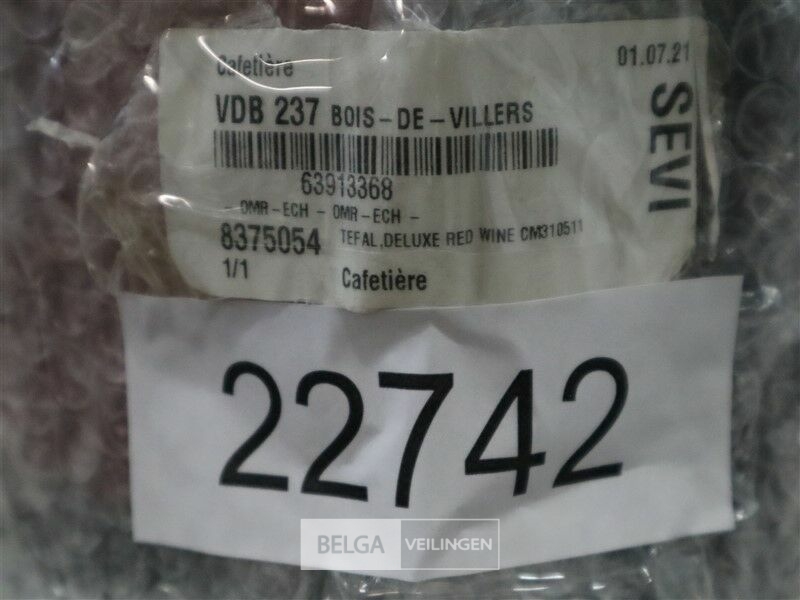 Cafetière
01.07.21
VDB 237 BOIS-DE-VILLERS
SEVI
63913368
- OMR-ECH - OMR-ECH -
8375054 TEFAL,DELUXE RED WINE CM310511
1/1 Cafetière
22742
BELGA VEILINGEN